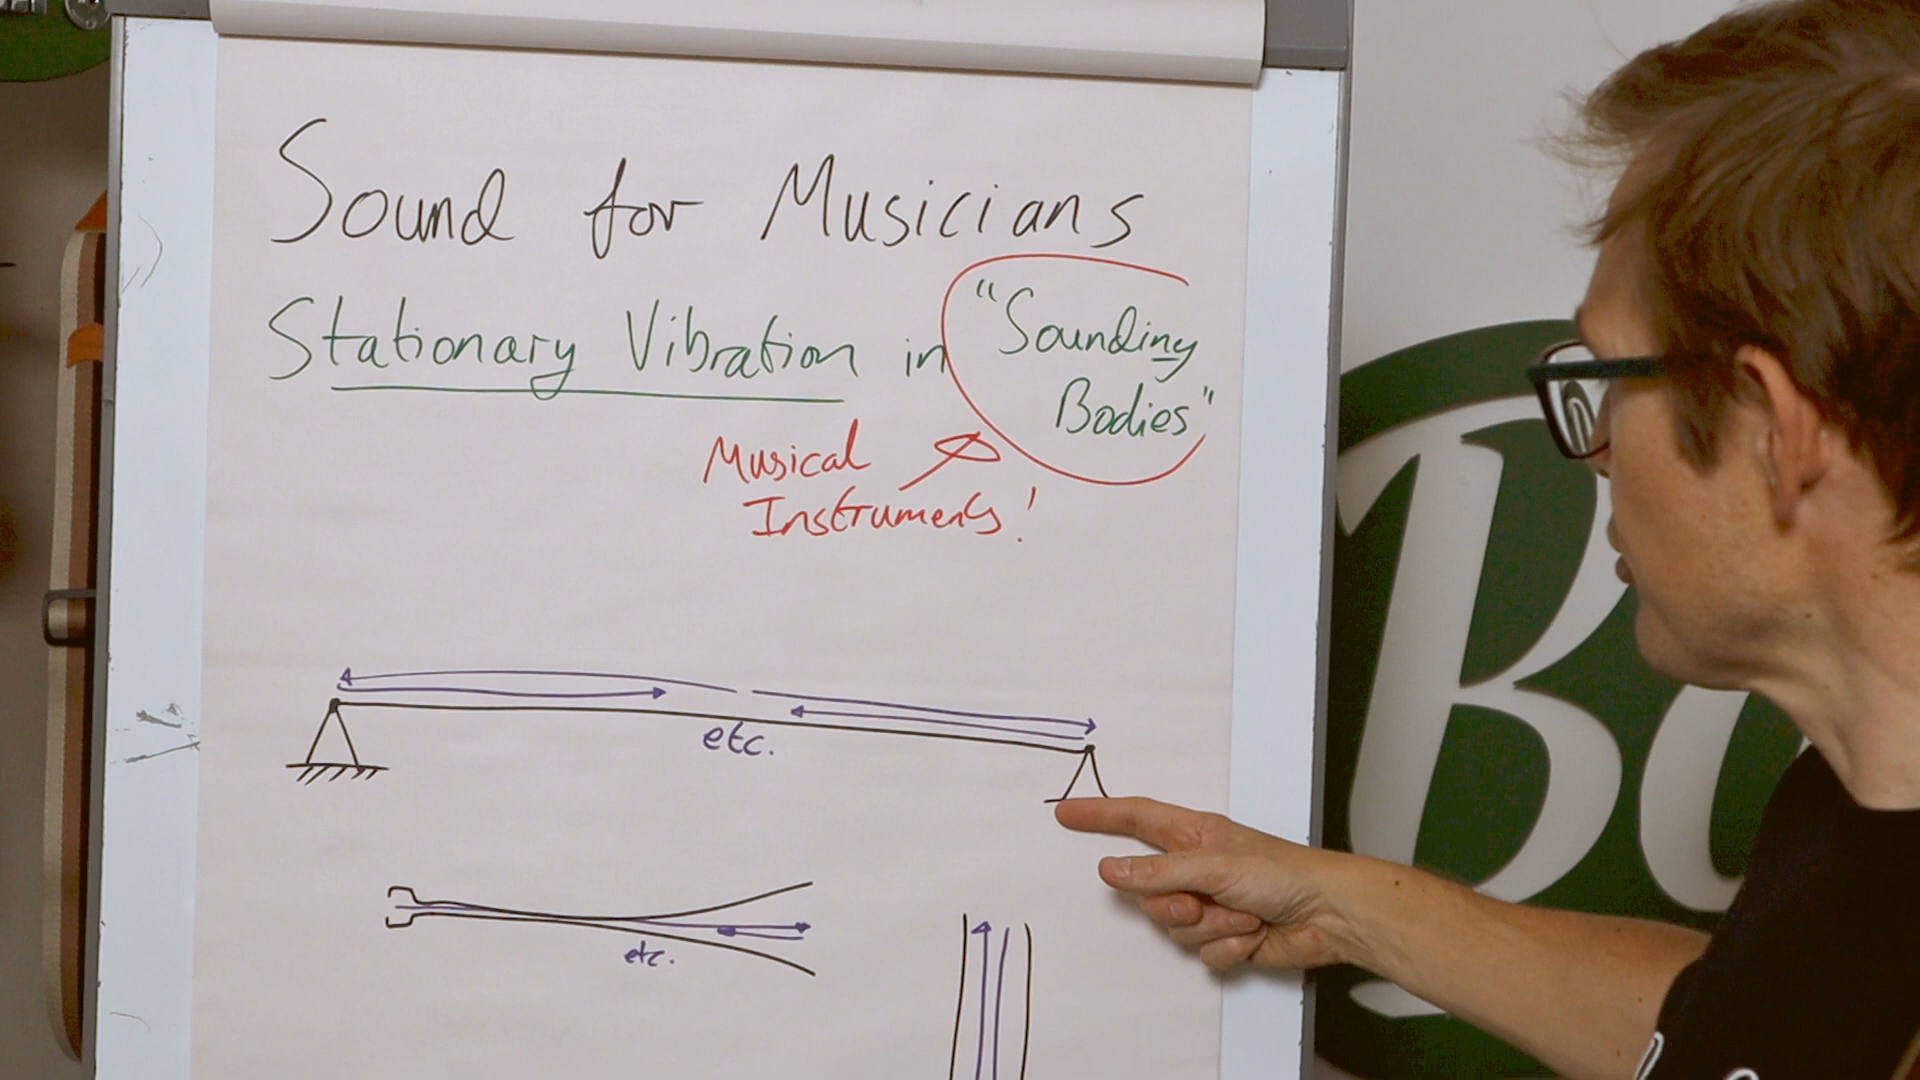 Sound for Musicians
Stationary Vibration in "Sounding
Bodies"
Musical
Instruments!
etc.
etc.